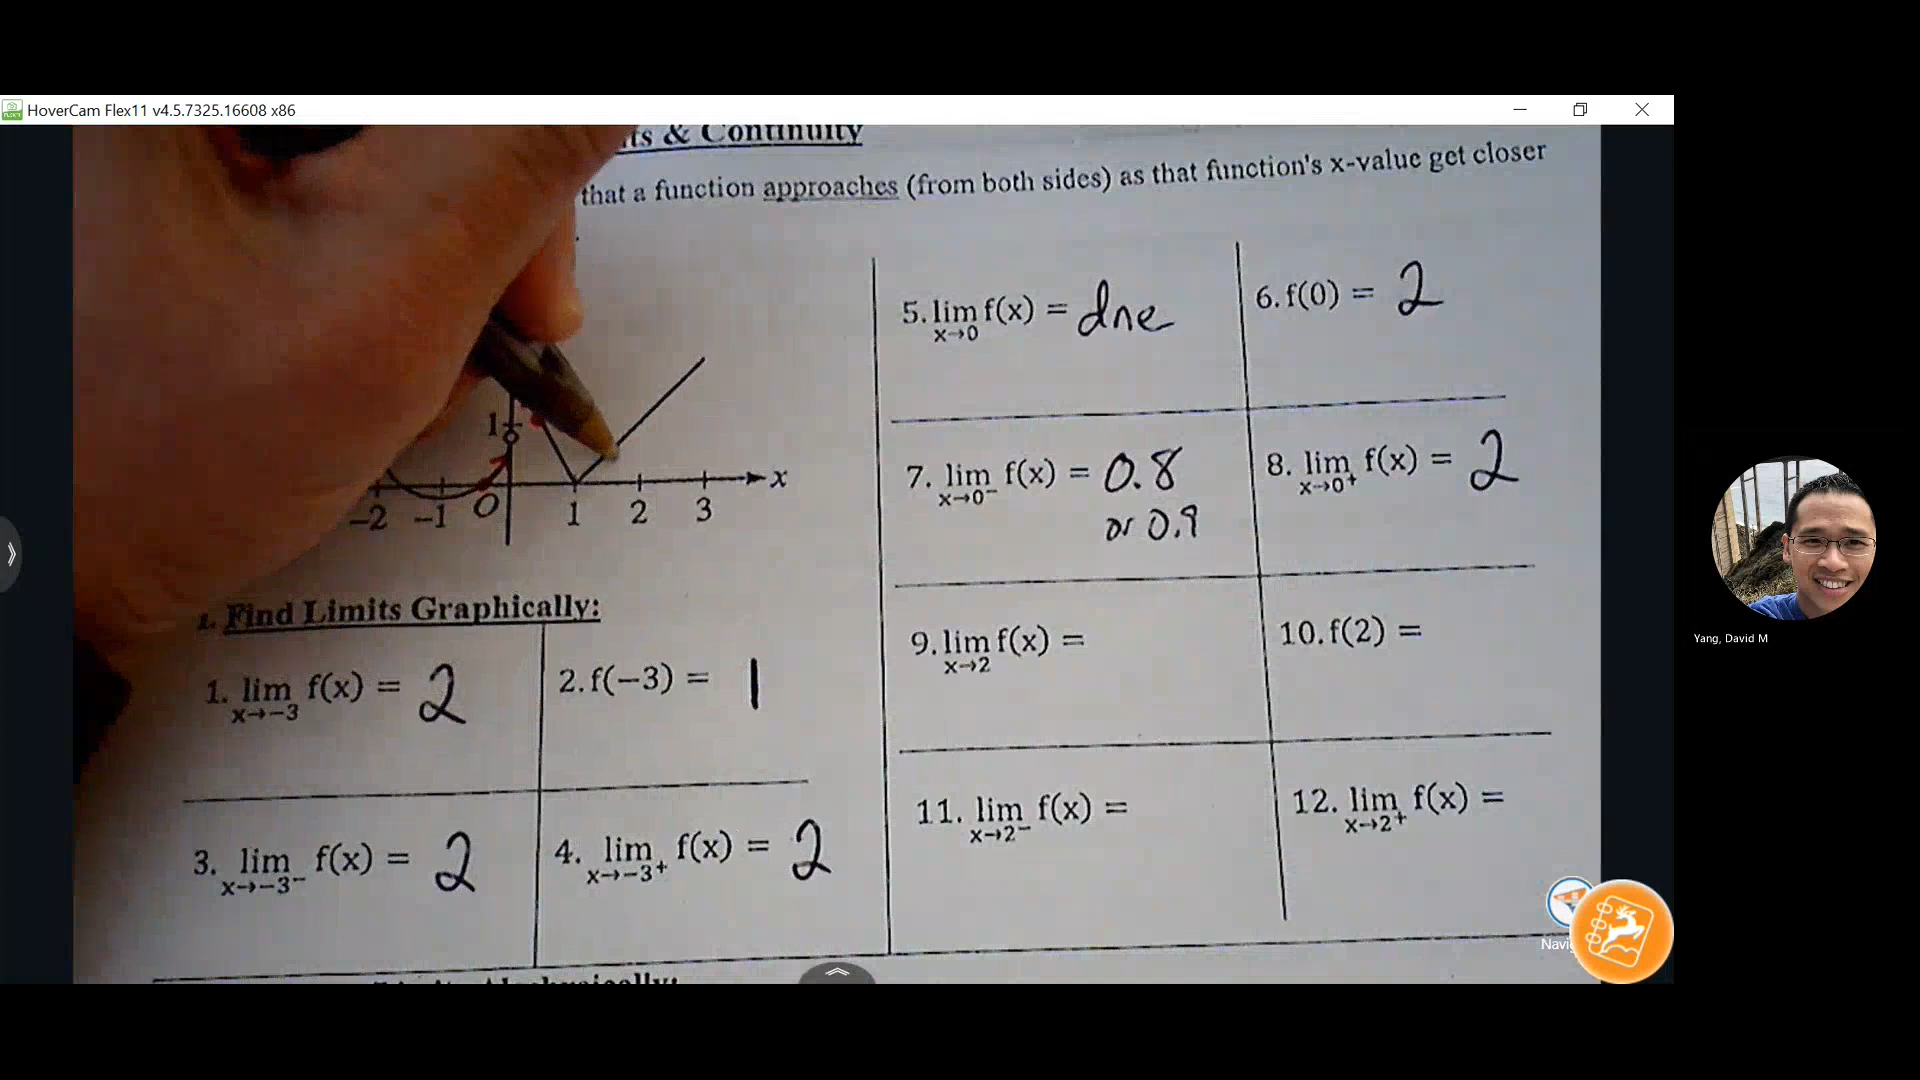 HoverCam Flex11 v4.5.7325.16608 x86
ts & Continuity
that a function approaches (from both sides) as that function's x-value get closer
1
x
-2 -1 O 1 2 3
1. Find Limits Graphically:
1. lim f(x) = 2
x→-3
2. f(-3) = 1
3. lim f(x) = 2
x→-3⁻
4. lim f(x) = 2
x→-3⁺
5. lim f(x) = dne
x→0
6. f(0) = 2
7. lim f(x) = 0.8
x→0⁻
or 0.9
8. lim f(x) = 2
x→0⁺
9. lim f(x) =
x→2
10. f(2) =
11. lim f(x) =
x→2⁻
12. lim f(x) =
x→2⁺
Yang, David M